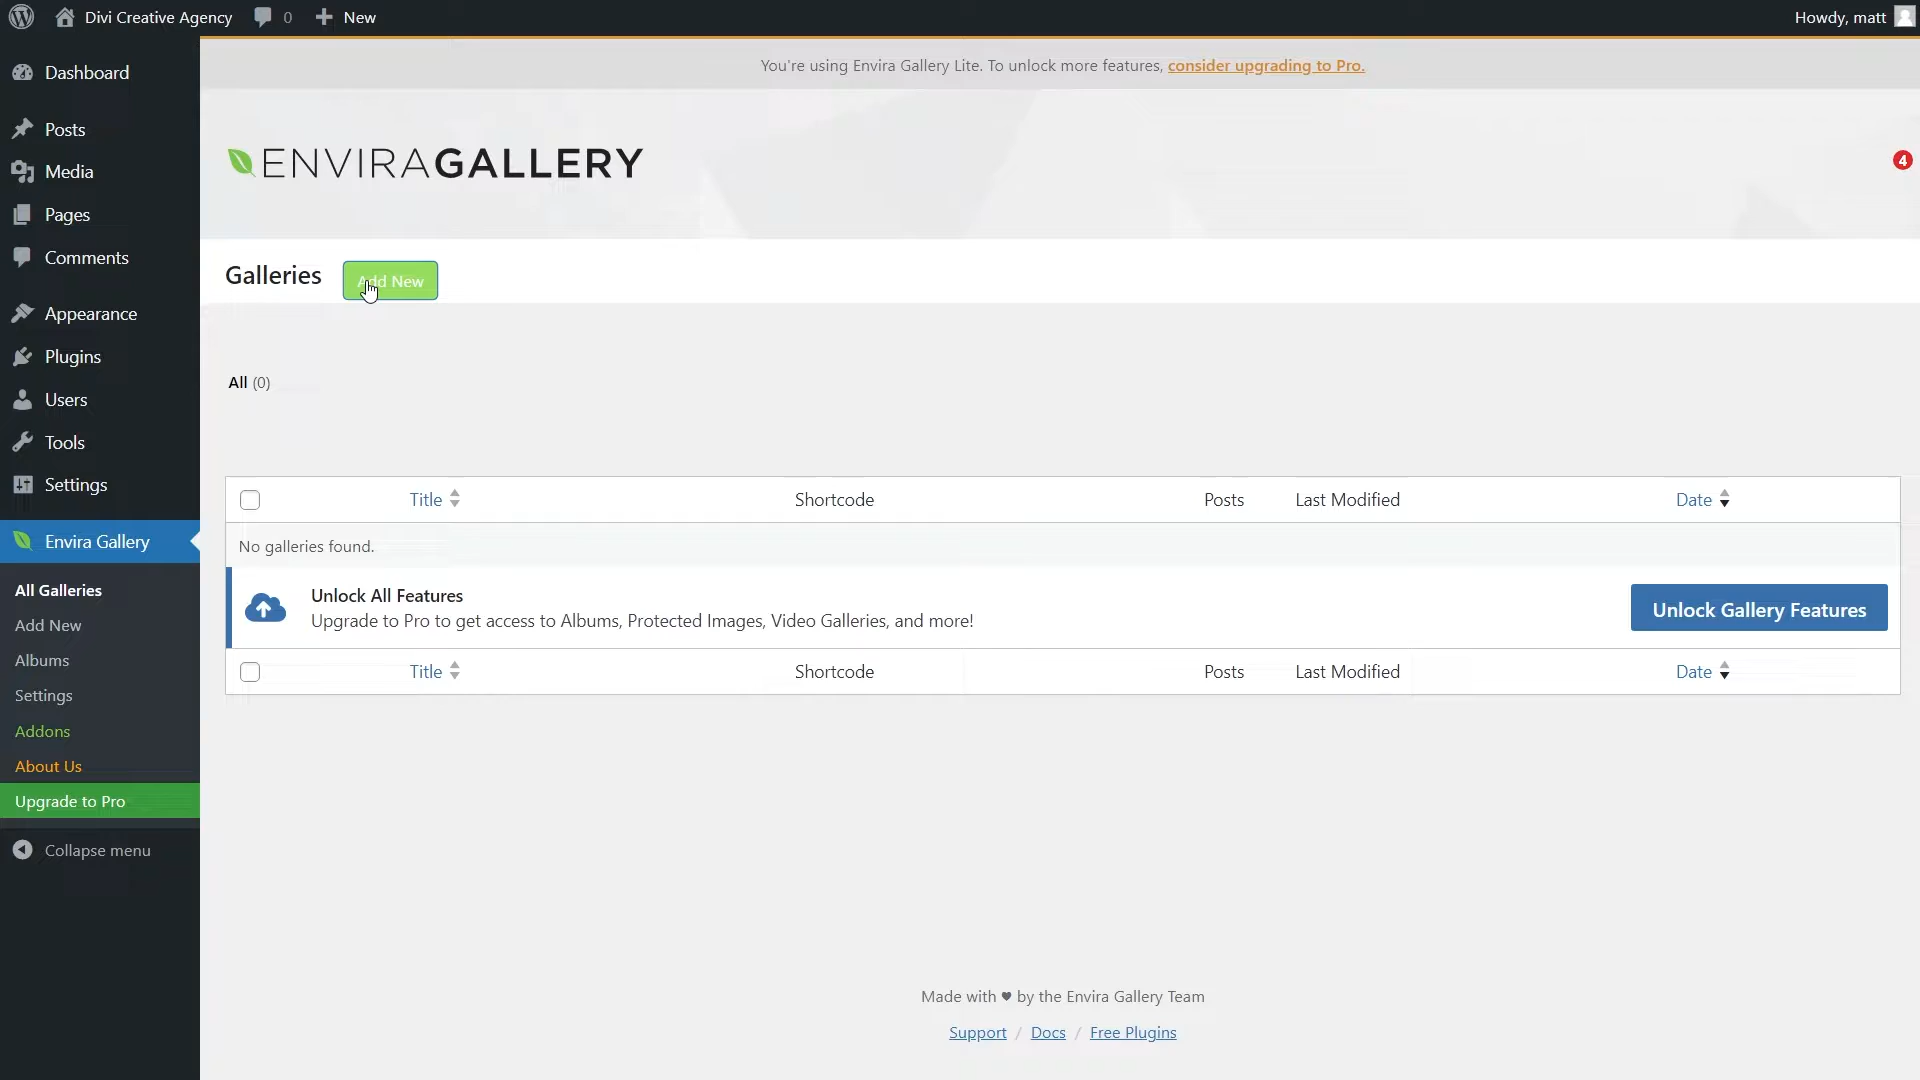 Divi Creative Agency 0 New Howdy, matt
Dashboard
Posts
Media
Pages
Comments
Appearance
Plugins
Users
Tools
Settings
Envira Gallery
All Galleries
Add New
Albums
Settings
Addons
About Us
Upgrade to Pro
Collapse menu
You're using Envira Gallery Lite. To unlock more features, consider upgrading to Pro.
ENVIRAGALLERY
4
Galleries Add New
All (0)
Title Shortcode Posts Last Modified Date
No galleries found.
Unlock All Features
Upgrade to Pro to get access to Albums, Protected Images, Video Galleries, and more!
Unlock Gallery Features
Title Shortcode Posts Last Modified Date
Made with ♥ by the Envira Gallery Team
Support / Docs / Free Plugins